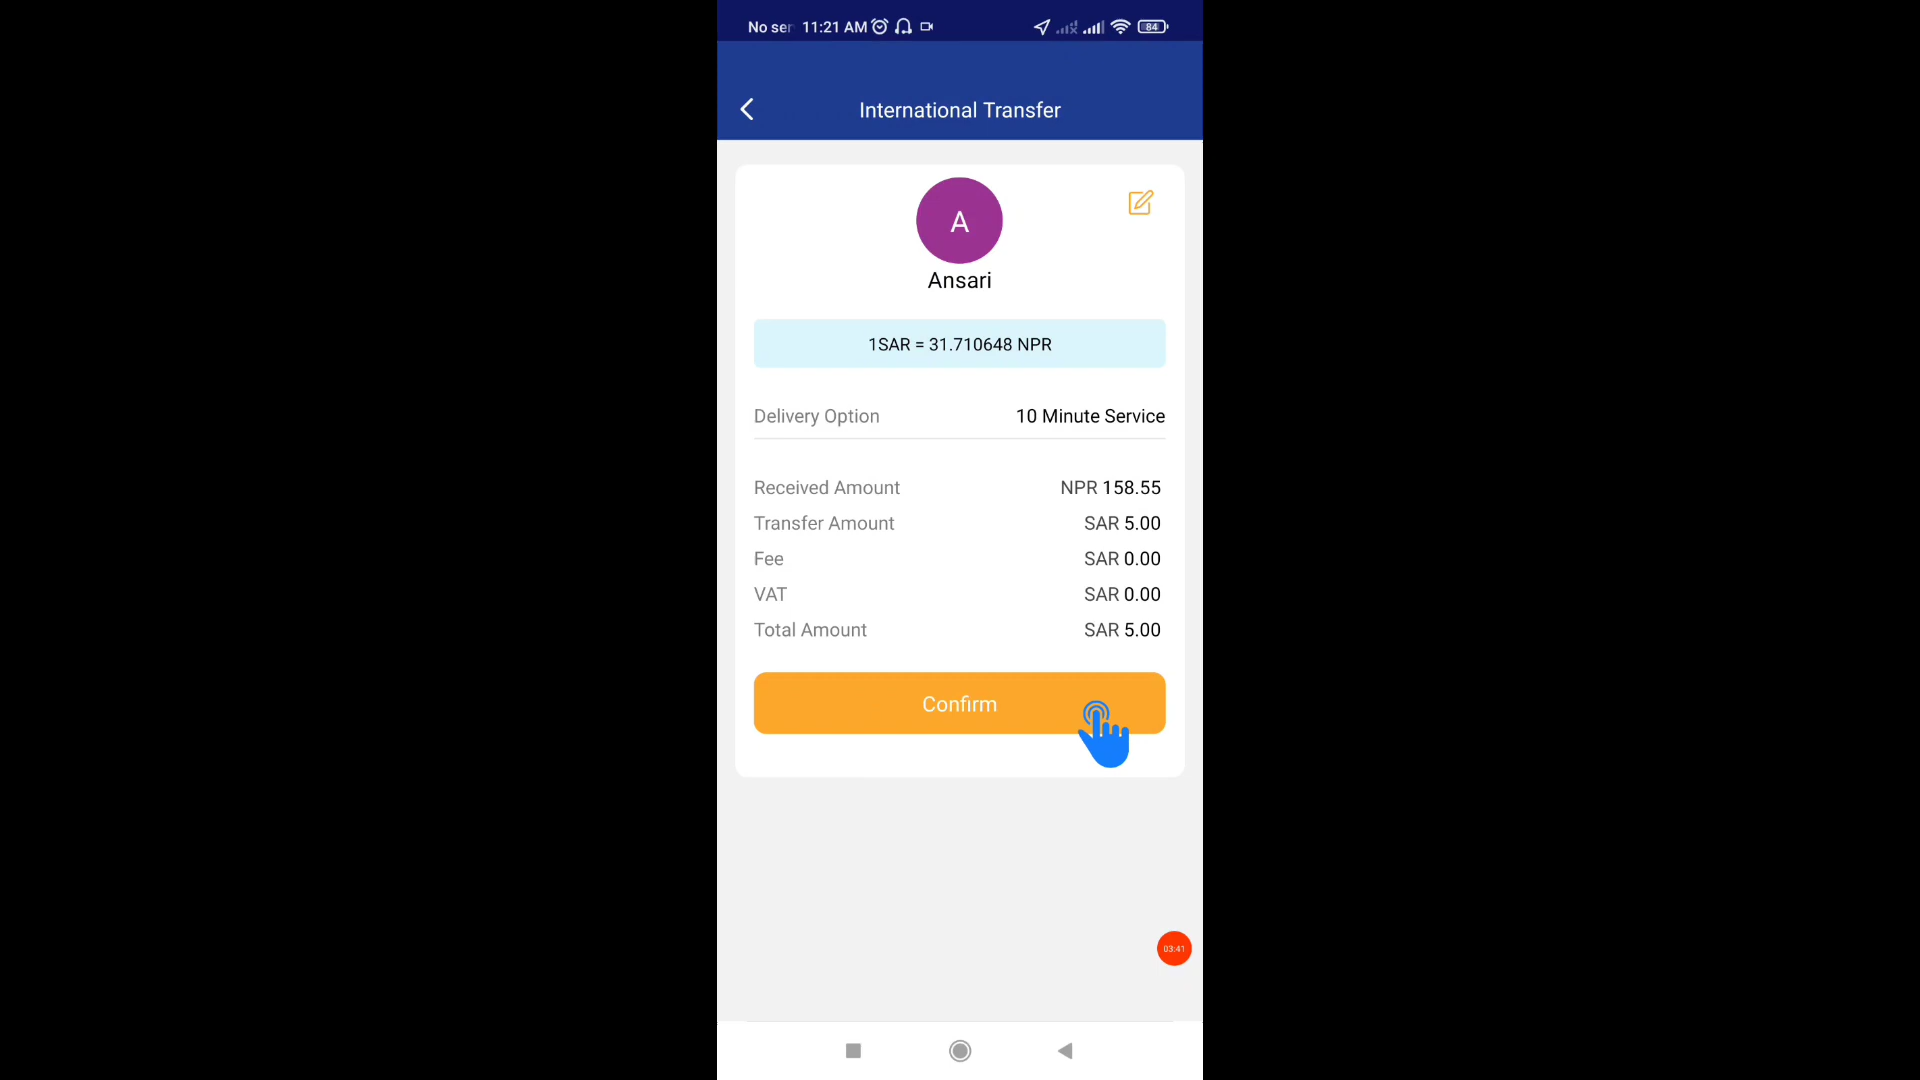 No ser 11:21 AM 84
International Transfer
A
Ansari
1SAR = 31.710648 NPR
Delivery Option 10 Minute Service
Received Amount NPR 158.55
Transfer Amount SAR 5.00
Fee SAR 0.00
VAT SAR 0.00
Total Amount SAR 5.00
Confirm
03:41